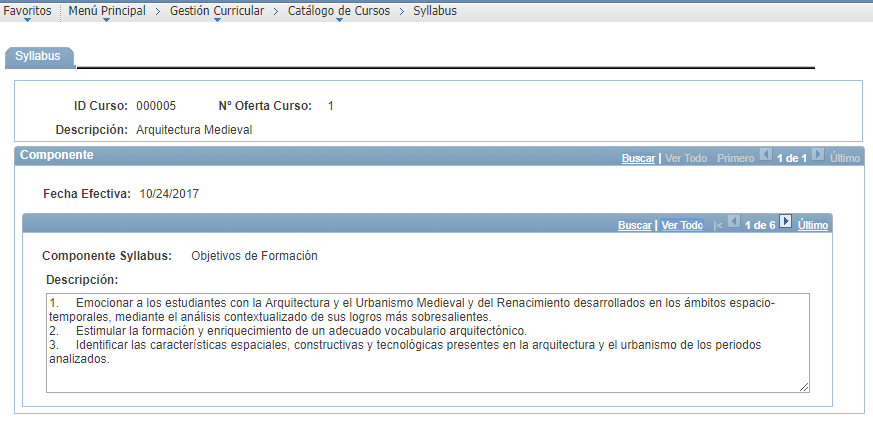 Favoritos Menú Principal > Gestión Curricular > Catálogo de Cursos > Syllabus
Syllabus
ID Curso: 000005 Nº Oferta Curso: 1
Descripción: Arquitectura Medieval
Componente Buscar | Ver Todo Primero 1 de 1 Último
Fecha Efectiva: 10/24/2017
Buscar | Ver Todo |< 1 de 6 Último
Componente Syllabus: Objetivos de Formación
Descripción:
1. Emocionar a los estudiantes con la Arquitectura y el Urbanismo Medieval y del Renacimiento desarrollados en los ámbitos espacio-
temporales, mediante el análisis contextualizado de sus logros más sobresalientes.
2. Estimular la formación y enriquecimiento de un adecuado vocabulario arquitectónico.
3. Identificar las características espaciales, constructivas y tecnológicas presentes en la arquitectura y el urbanismo de los periodos
analizados.